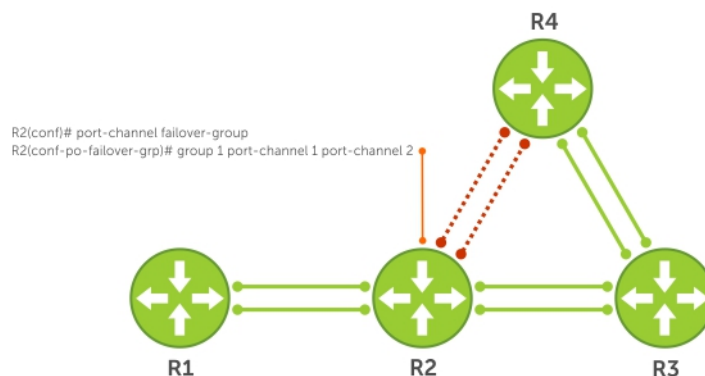 R4
R2(conf)# port-channel failover-group
R2(conf-po-failover-grp)# group 1 port-channel 1 port-channel 2
R1
R2
R3